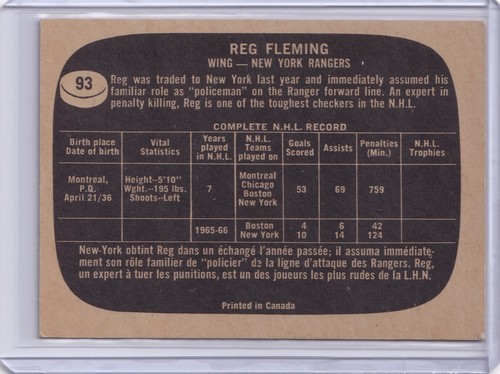 REG FLEMING
WING — NEW YORK RANGERS
93
Reg was traded to New York last year and immediately assumed his
familiar role as "policeman" on the Ranger forward line. An expert in
penalty killing, Reg is one of the toughest checkers in the N.H.L.
COMPLETE N.H.L. RECORD
Birth place Date of birth | Vital Statistics | Years played in N.H.L. | N.H.L. Teams played on | Goals Scored | Assists | Penalties (Min.) | N.H.L. Trophies
Montreal, P.Q. April 21/36 | Height--5'10" Wght.--195 lbs. Shoots--Left | 7 | Montreal Chicago Boston New York | 53 | 69 | 759
1965-66 | Boston New York | 4 10 | 6 14 | 42 124
New-York obtint Reg dans un échange l'année passée; il assuma immédiate-
ment son rôle familier de "policier" de la ligne d'attaque des Rangers. Reg,
un expert à tuer les punitions, est un des joueurs les plus rudes de la L.H.N.
Printed in Canada